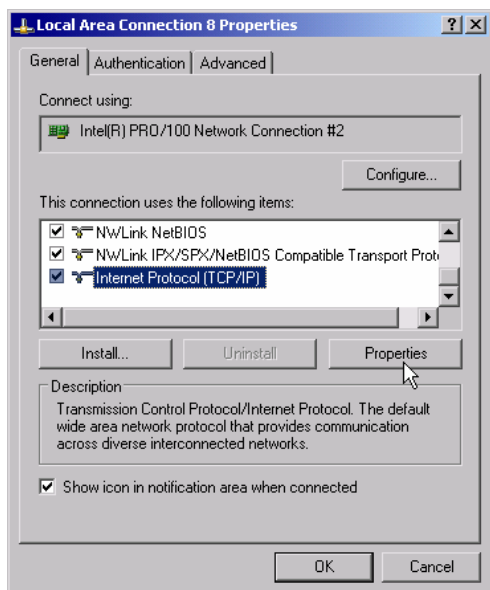 Local Area Connection 8 Properties
General Authentication Advanced
Connect using:
Intel(R) PRO/100 Network Connection #2
Configure...
This connection uses the following items:
NWLink NetBIOS
NWLink IPX/SPX/NetBIOS Compatible Transport Proto
Internet Protocol (TCP/IP)
Install... Uninstall Properties
Description
Transmission Control Protocol/Internet Protocol. The default
wide area network protocol that provides communication
across diverse interconnected networks.
Show icon in notification area when connected
OK Cancel